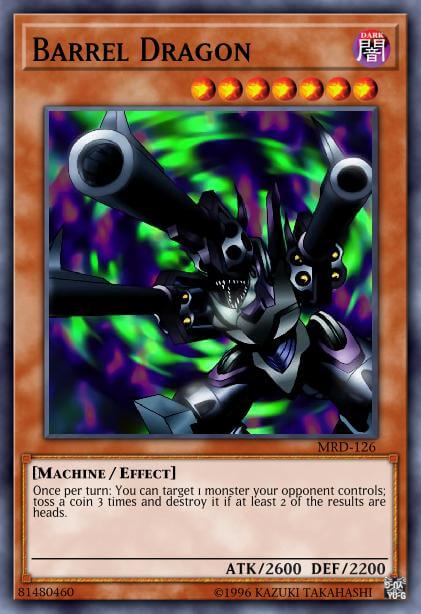 BARREL DRAGON
DARK
闇
MRD-126
[MACHINE / EFFECT]
Once per turn: You can target 1 monster your opponent controls;
toss a coin 3 times and destroy it if at least 2 of the results are
heads.
ATK/2600 DEF/2200
81480460
©1996 KAZUKI TAKAHASHI